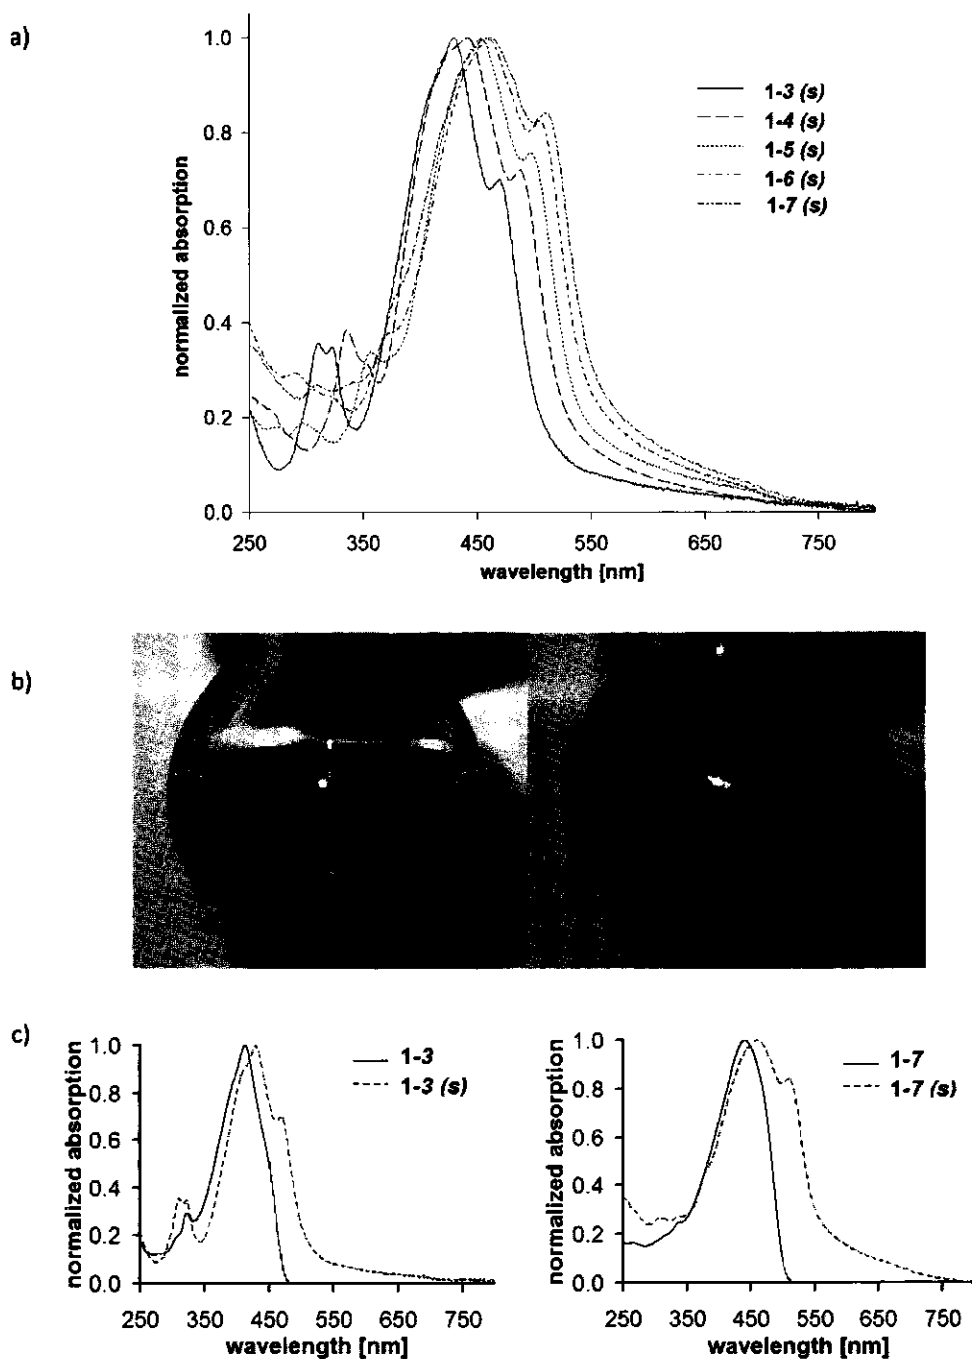 a)
1.0
0.8
0.6
0.4
0.2
0.0
normalized absorption
250 350 450 550 650 750
wavelength [nm]
1-3 (s)
1-4 (s)
1-5 (s)
1-6 (s)
1-7 (s)
b)
c)
1.0
0.8
0.6
0.4
0.2
0.0
normalized absorption
250 350 450 550 650 750
wavelength [nm]
1-3
1-3 (s)
1.0
0.8
0.6
0.4
0.2
0.0
normalized absorption
250 350 450 550 650 750
wavelength [nm]
1-7
1-7 (s)